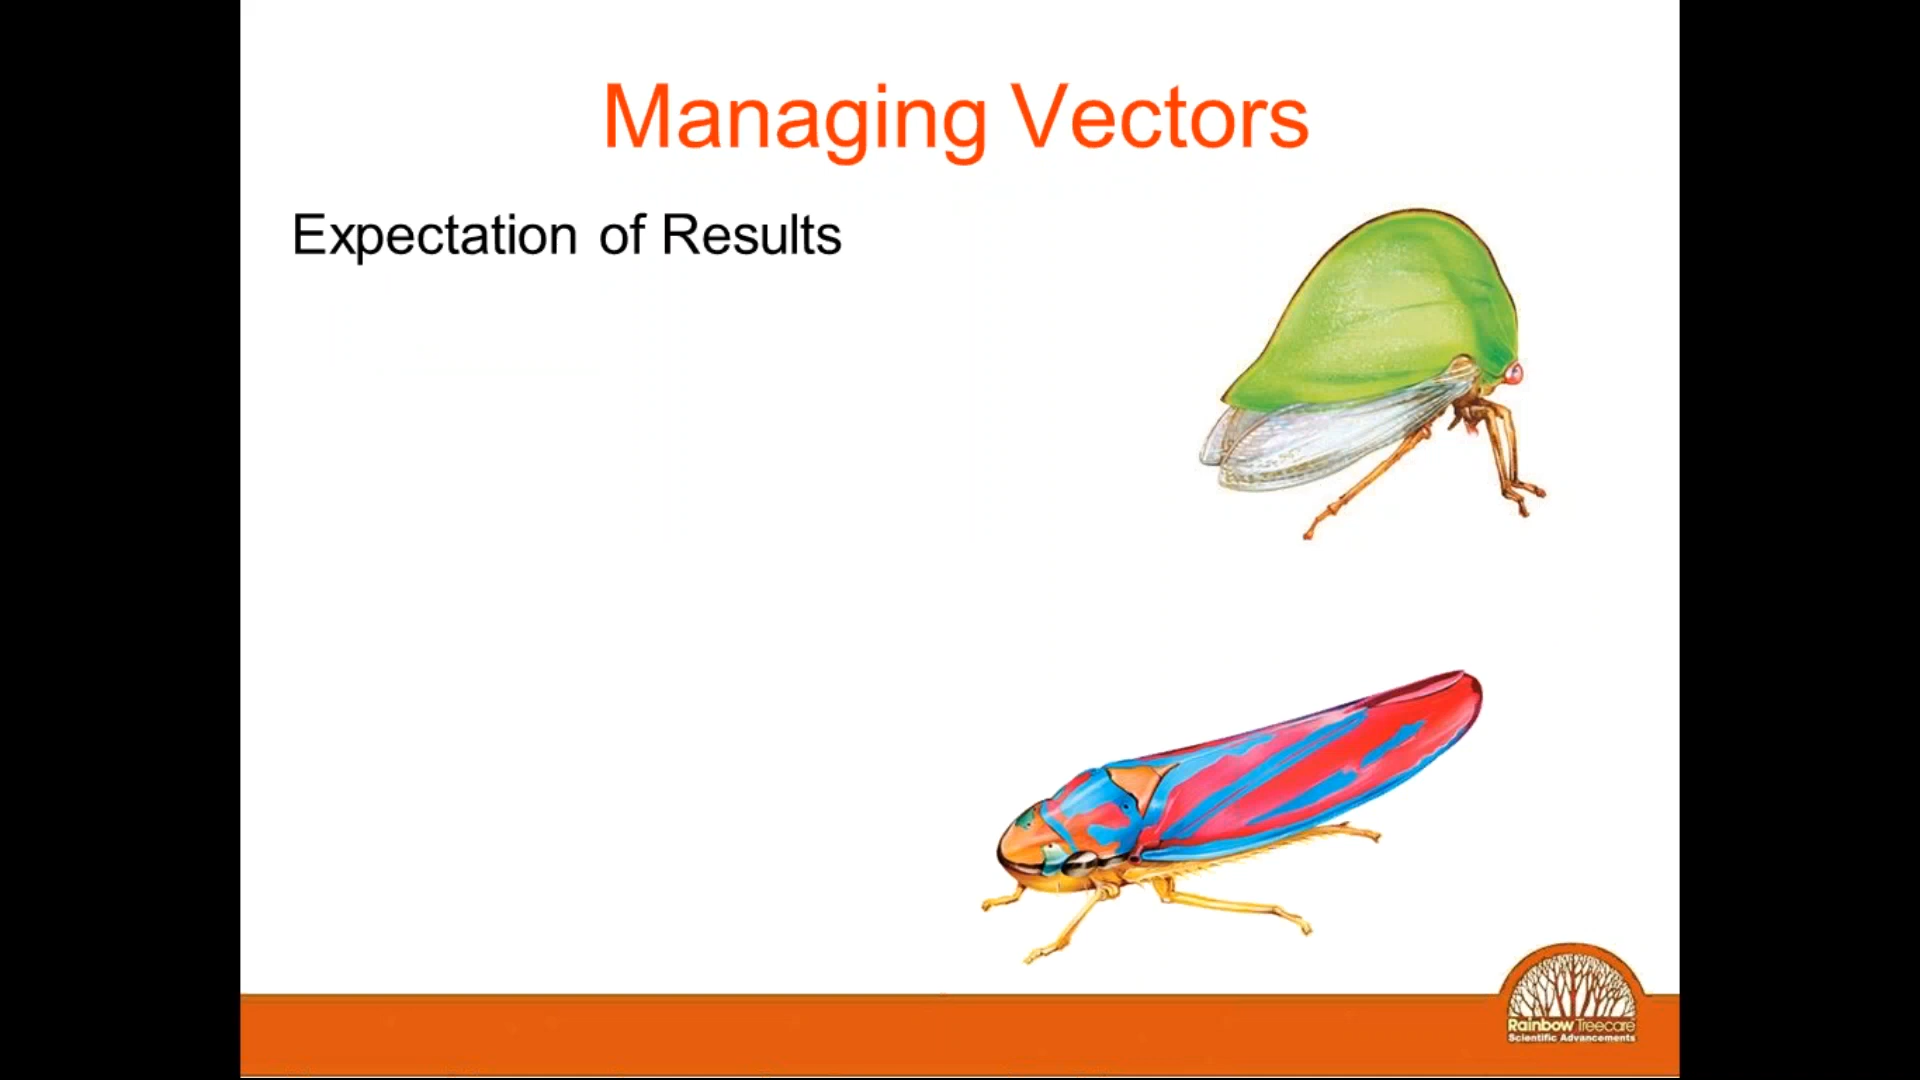 Managing Vectors
Expectation of Results
Rainbow Treecare
Scientific Advancements